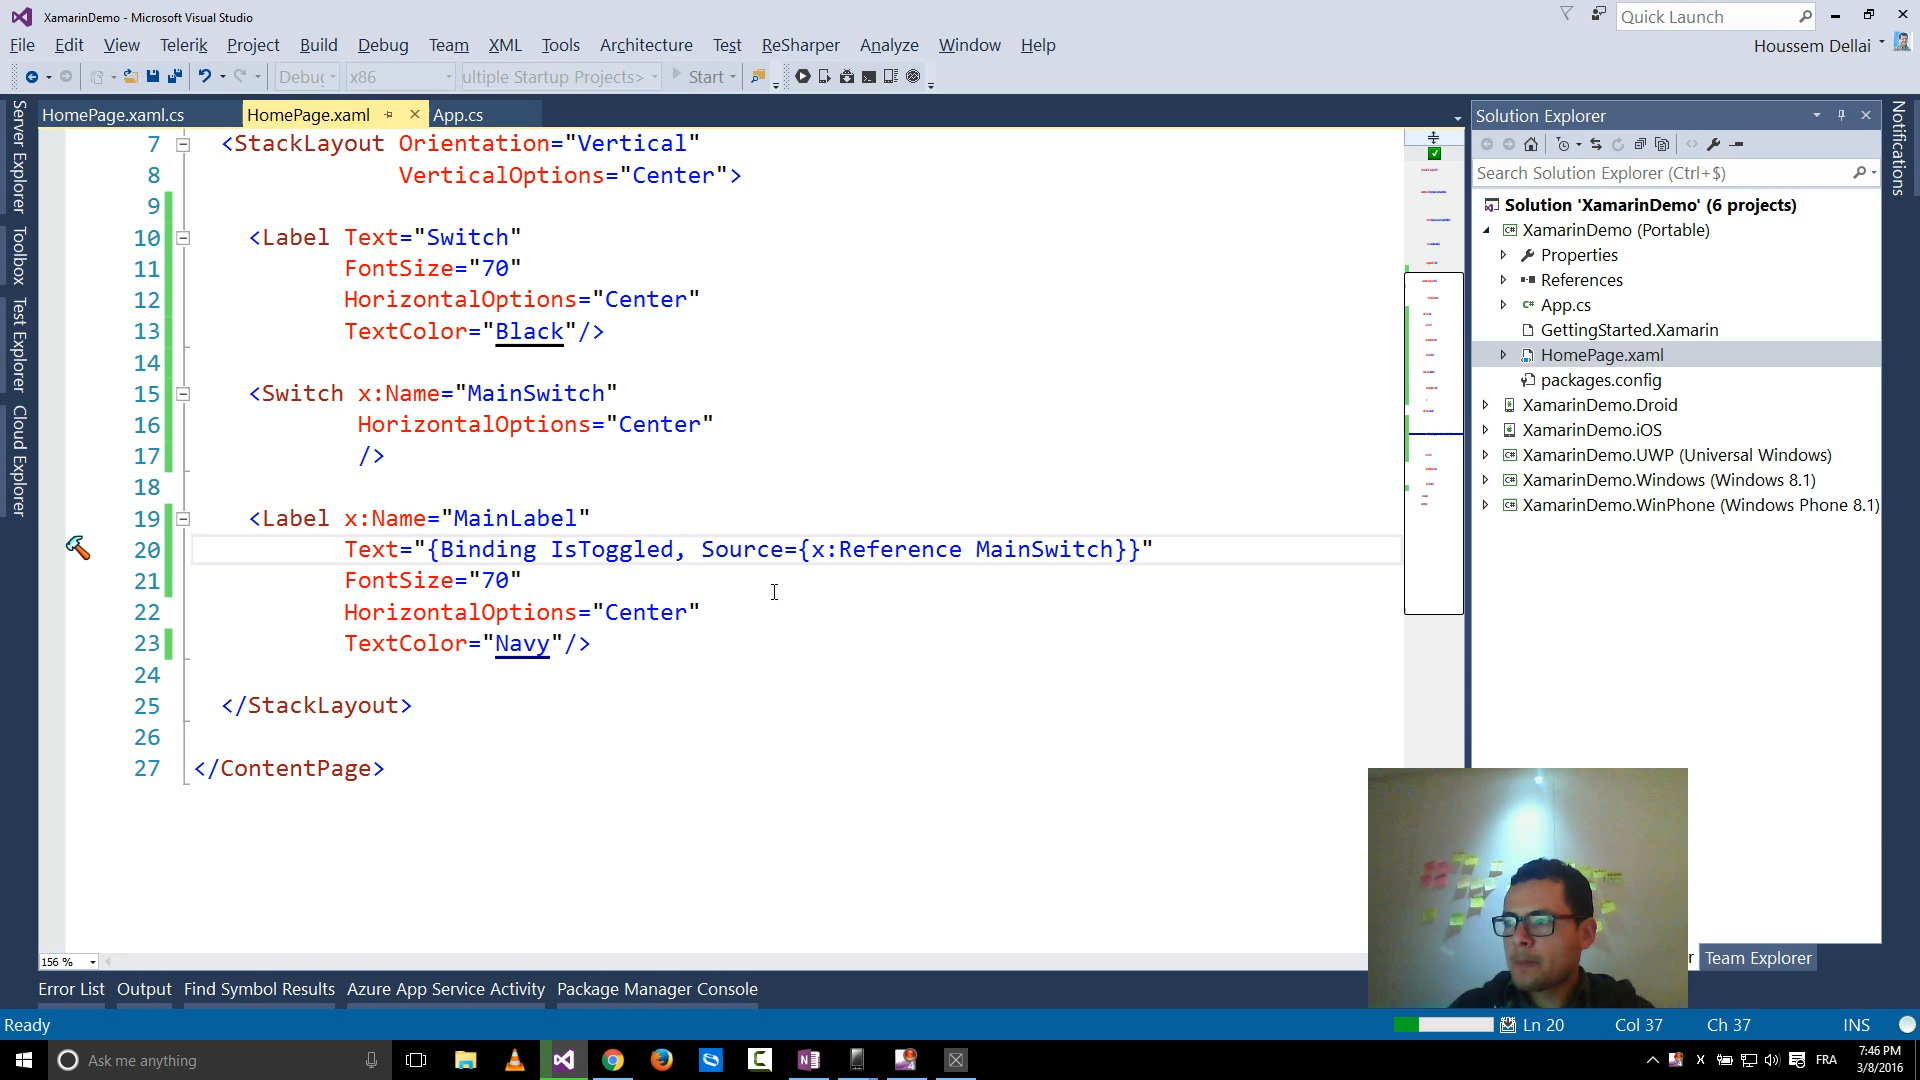 XamarinDemo - Microsoft Visual Studio
Quick Launch
File Edit View Telerik Project Build Debug Team XML Tools Architecture Test ReSharper Analyze Window Help
Houssem Dellai
Debug x86 ultiple Startup Projects> Start
HomePage.xaml.cs HomePage.xaml App.cs
Server Explorer
Toolbox
Test Explorer
Cloud Explorer
7 <StackLayout Orientation="Vertical"
8 VerticalOptions="Center">
9
10 <Label Text="Switch"
11 FontSize="70"
12 HorizontalOptions="Center"
13 TextColor="Black"/>
14
15 <Switch x:Name="MainSwitch"
16 HorizontalOptions="Center"
17 />
18
19 <Label x:Name="MainLabel"
20 Text="{Binding IsToggled, Source={x:Reference MainSwitch}}"
21 FontSize="70"
22 HorizontalOptions="Center"
23 TextColor="Navy"/>
24
25 </StackLayout>
26
27 </ContentPage>
156 %
Solution Explorer
Search Solution Explorer (Ctrl+$)
Solution 'XamarinDemo' (6 projects)
XamarinDemo (Portable)
Properties
References
App.cs
GettingStarted.Xamarin
HomePage.xaml
packages.config
XamarinDemo.Droid
XamarinDemo.iOS
XamarinDemo.UWP (Universal Windows)
XamarinDemo.Windows (Windows 8.1)
XamarinDemo.WinPhone (Windows Phone 8.1)
Notifications
Team Explorer
Error List Output Find Symbol Results Azure App Service Activity Package Manager Console
Ready Ln 20 Col 37 Ch 37 INS
Ask me anything
FRA
7:46 PM
3/8/2016